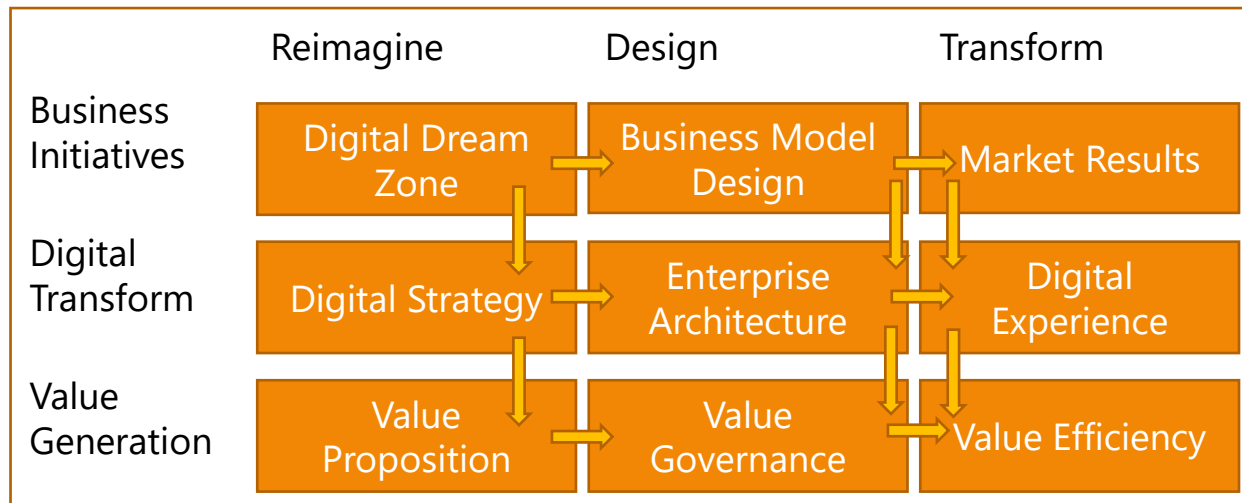 Reimagine
Design
Transform
Business
Initiatives
Digital Dream
Zone
Business Model
Design
Market Results
Digital
Transform
Digital Strategy
Enterprise
Architecture
Digital
Experience
Value
Generation
Value
Proposition
Value
Governance
Value Efficiency